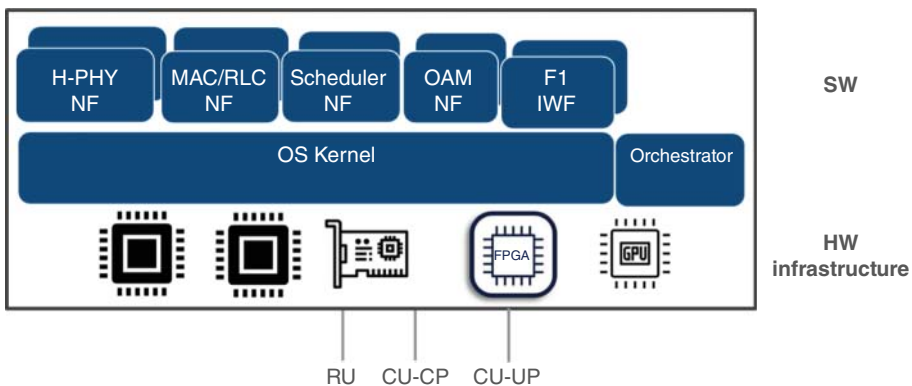 H-PHY
NF
MAC/RLC
NF
Scheduler
NF
OAM
NF
F1
IWF
SW
OS Kernel
Orchestrator
FPGA
GPU
HW
infrastructure
RU
CU-CP
CU-UP